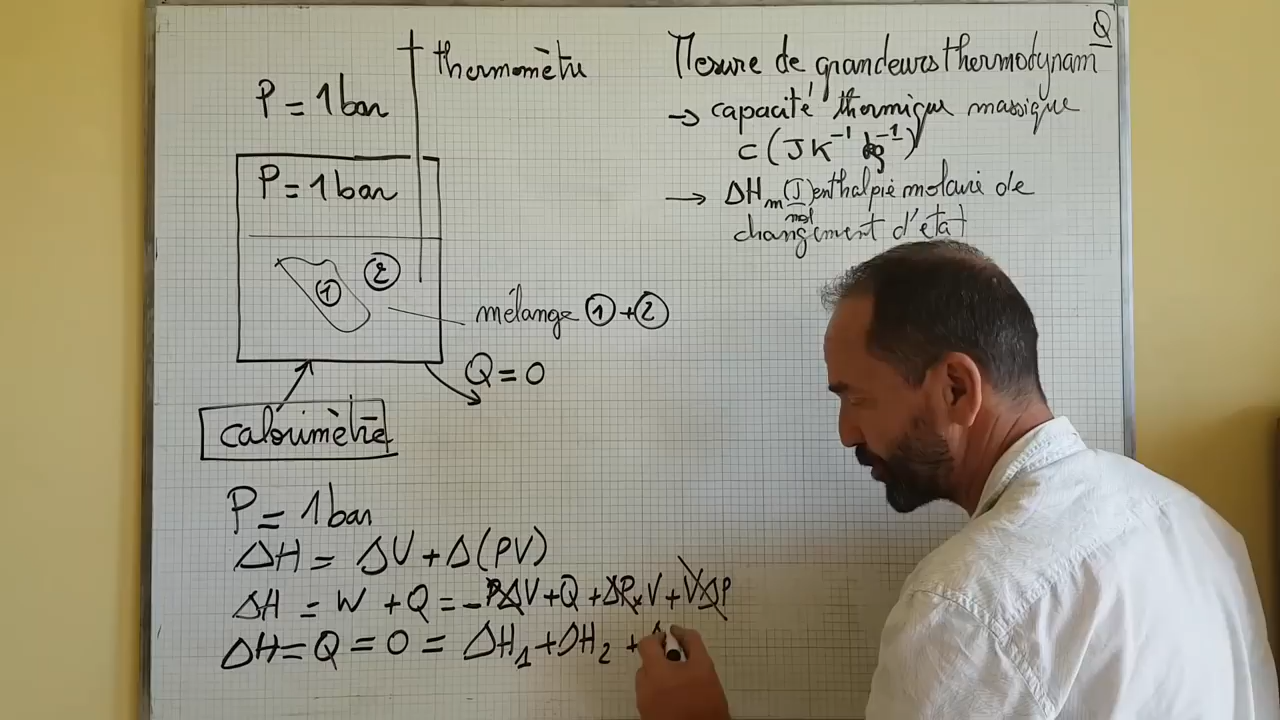 thermomètre
P = 1 bar
P = 1 bar
①
②
mélange ① + ②
Q = 0
calorimètre
P = 1 bar
ΔH = ΔU + Δ(PV)
ΔH = W + Q = -PΔV + Q + ΔP×V + VΔP
ΔH = Q = 0 = ΔH₁ + ΔH₂ +
Q
Mesure de grandeurs thermodynam
→ capacité thermique massique
c (J K⁻¹ kg⁻¹)
→ ΔHm (J/mol) enthalpie molaire de
changement d'état